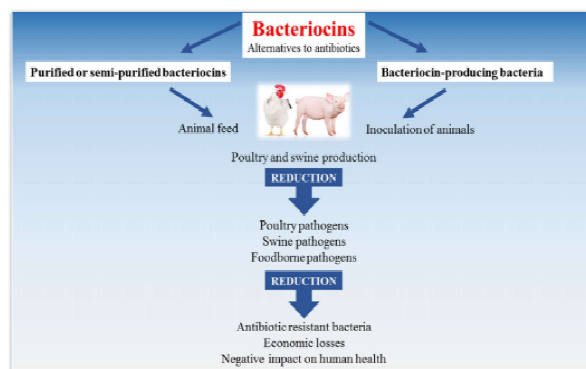 Bacteriocins
Alternatives to antibiotics
Purified or semi-purified bacteriocins
Bacteriocin-producing bacteria
Animal feed
Inoculation of animals
Poultry and swine production
REDUCTION
Poultry pathogens
Swine pathogens
Foodborne pathogens
REDUCTION
Antibiotic resistant bacteria
Economic losses
Negative impact on human health